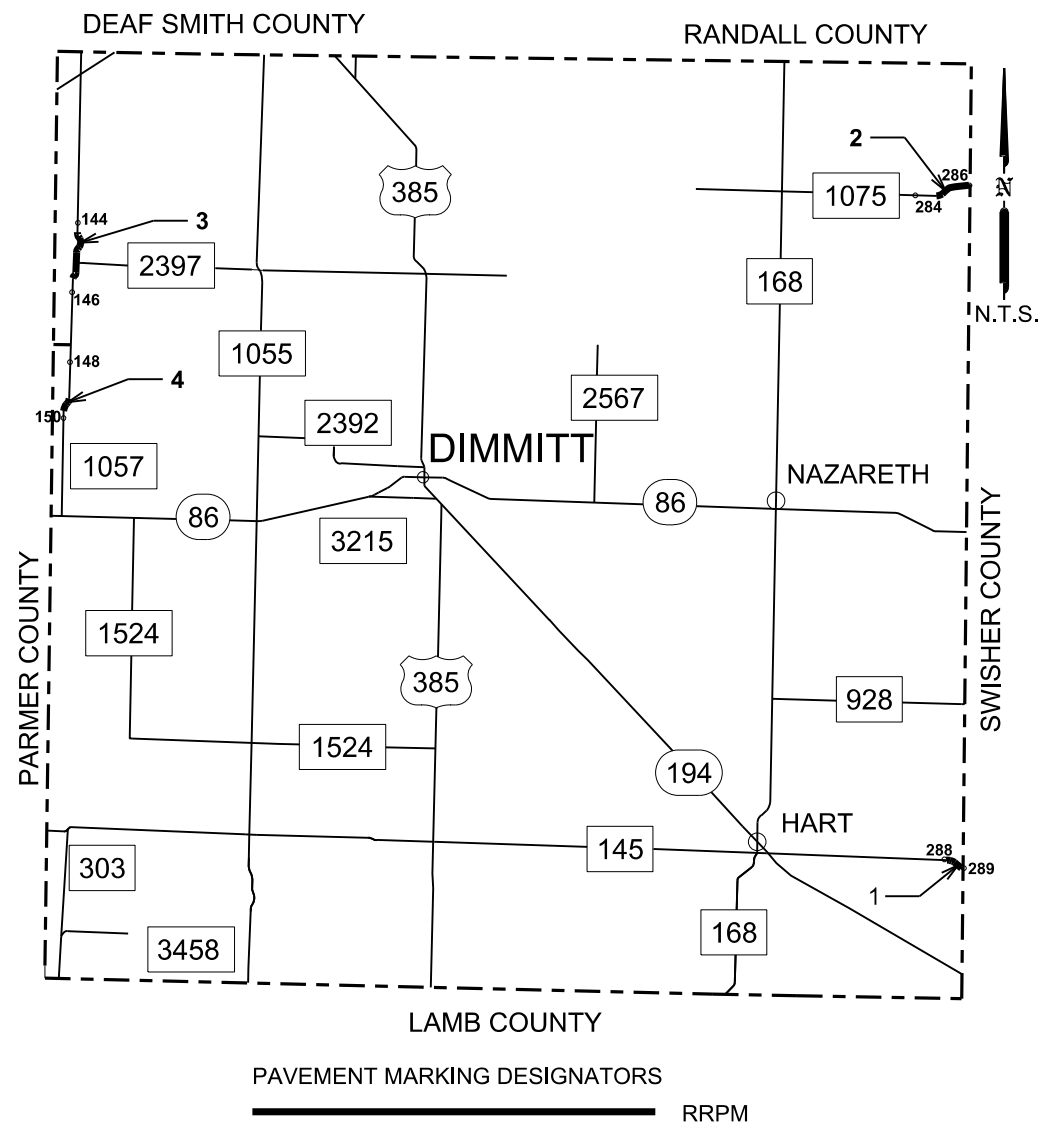 DEAF SMITH COUNTY
RANDALL COUNTY
2
385
286
N
1075
284
144
3
2397
168
146
N.T.S.
1055
148
4
2567
150
2392
DIMMITT
1057
NAZARETH
86
86
3215
SWISHER COUNTY
PARMER COUNTY
1524
385
928
1524
194
HART
145
288
289
303
1
168
3458
LAMB COUNTY
PAVEMENT MARKING DESIGNATORS
RRPM